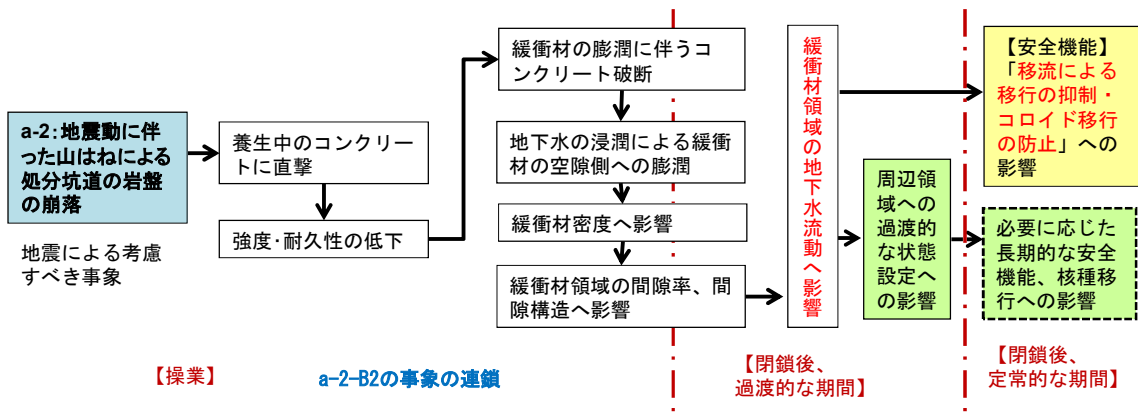 a-2:地震動に伴
った山はねによる
処分坑道の岩盤
の崩落
地震による考慮
すべき事象
養生中のコンクリー
トに直撃
強度・耐久性の低下
緩衝材の膨潤に伴うコ
ンクリート破断
地下水の浸潤による緩衝
材の空隙側への膨潤
緩衝材密度へ影響
緩衝材領域の間隙率、間
隙構造へ影響
緩衝材領域の地下水流動へ影響
周辺領
域への
過渡的
な状態
設定へ
の影響
【安全機能】
「移流による
移行の抑制・
コロイド移行
の防止」への
影響
必要に応じた
長期的な安全
機能、核種移
行への影響
【操業】
a-2-B2の事象の連鎖
【閉鎖後、
過渡的な期間】
【閉鎖後、
定常的な期間】